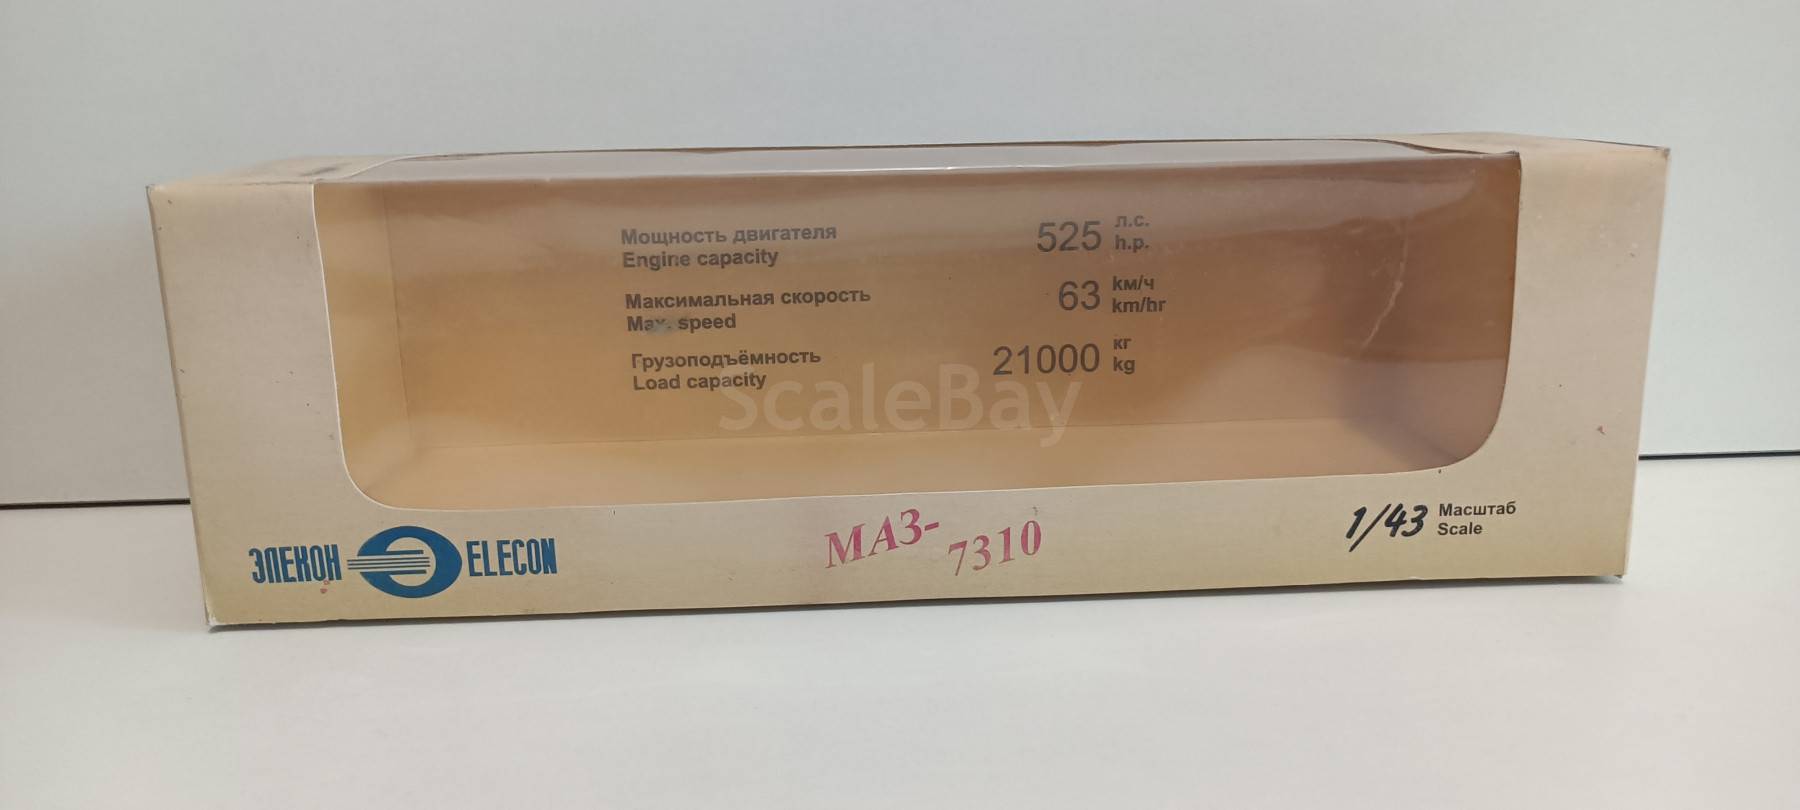 Мощность двигателя 525 л.с.
Engine capacity h.p.
Максимальная скорость 63 км/ч
Max. speed km/hr
Грузоподъёмность 21000 кг
Load capacity kg
ScaleBay
ЭЛЕКОН ELECON
МАЗ-
7310
1/43 Масштаб
Scale